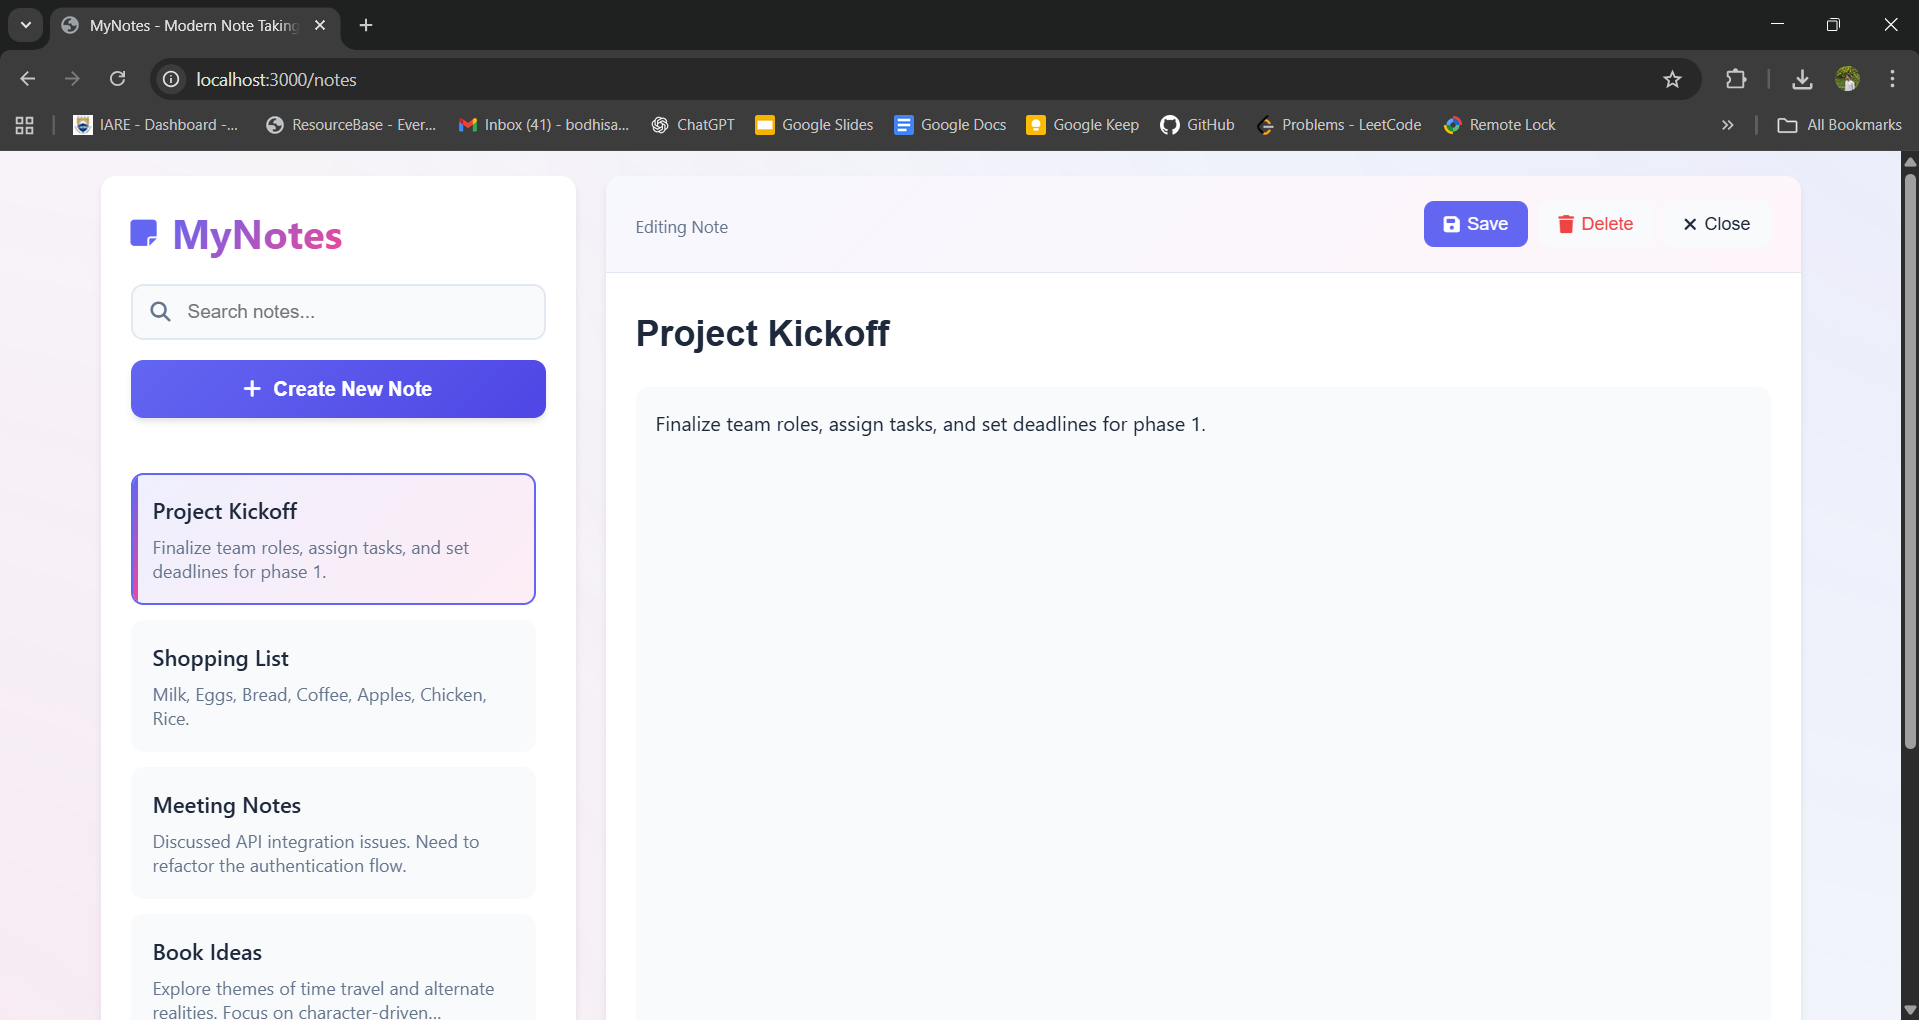 MyNotes - Modern Note Taking
localhost:3000/notes
IARE - Dashboard -...
ResourceBase - Ever...
Inbox (41) - bodhisa...
ChatGPT
Google Slides
Google Docs
Google Keep
GitHub
Problems - LeetCode
Remote Lock
All Bookmarks
MyNotes
Search notes...
Create New Note
Project Kickoff
Finalize team roles, assign tasks, and set
deadlines for phase 1.
Shopping List
Milk, Eggs, Bread, Coffee, Apples, Chicken,
Rice.
Meeting Notes
Discussed API integration issues. Need to
refactor the authentication flow.
Book Ideas
Explore themes of time travel and alternate
realities. Focus on character-driven...
Editing Note
Save
Delete
Close
Project Kickoff
Finalize team roles, assign tasks, and set deadlines for phase 1.